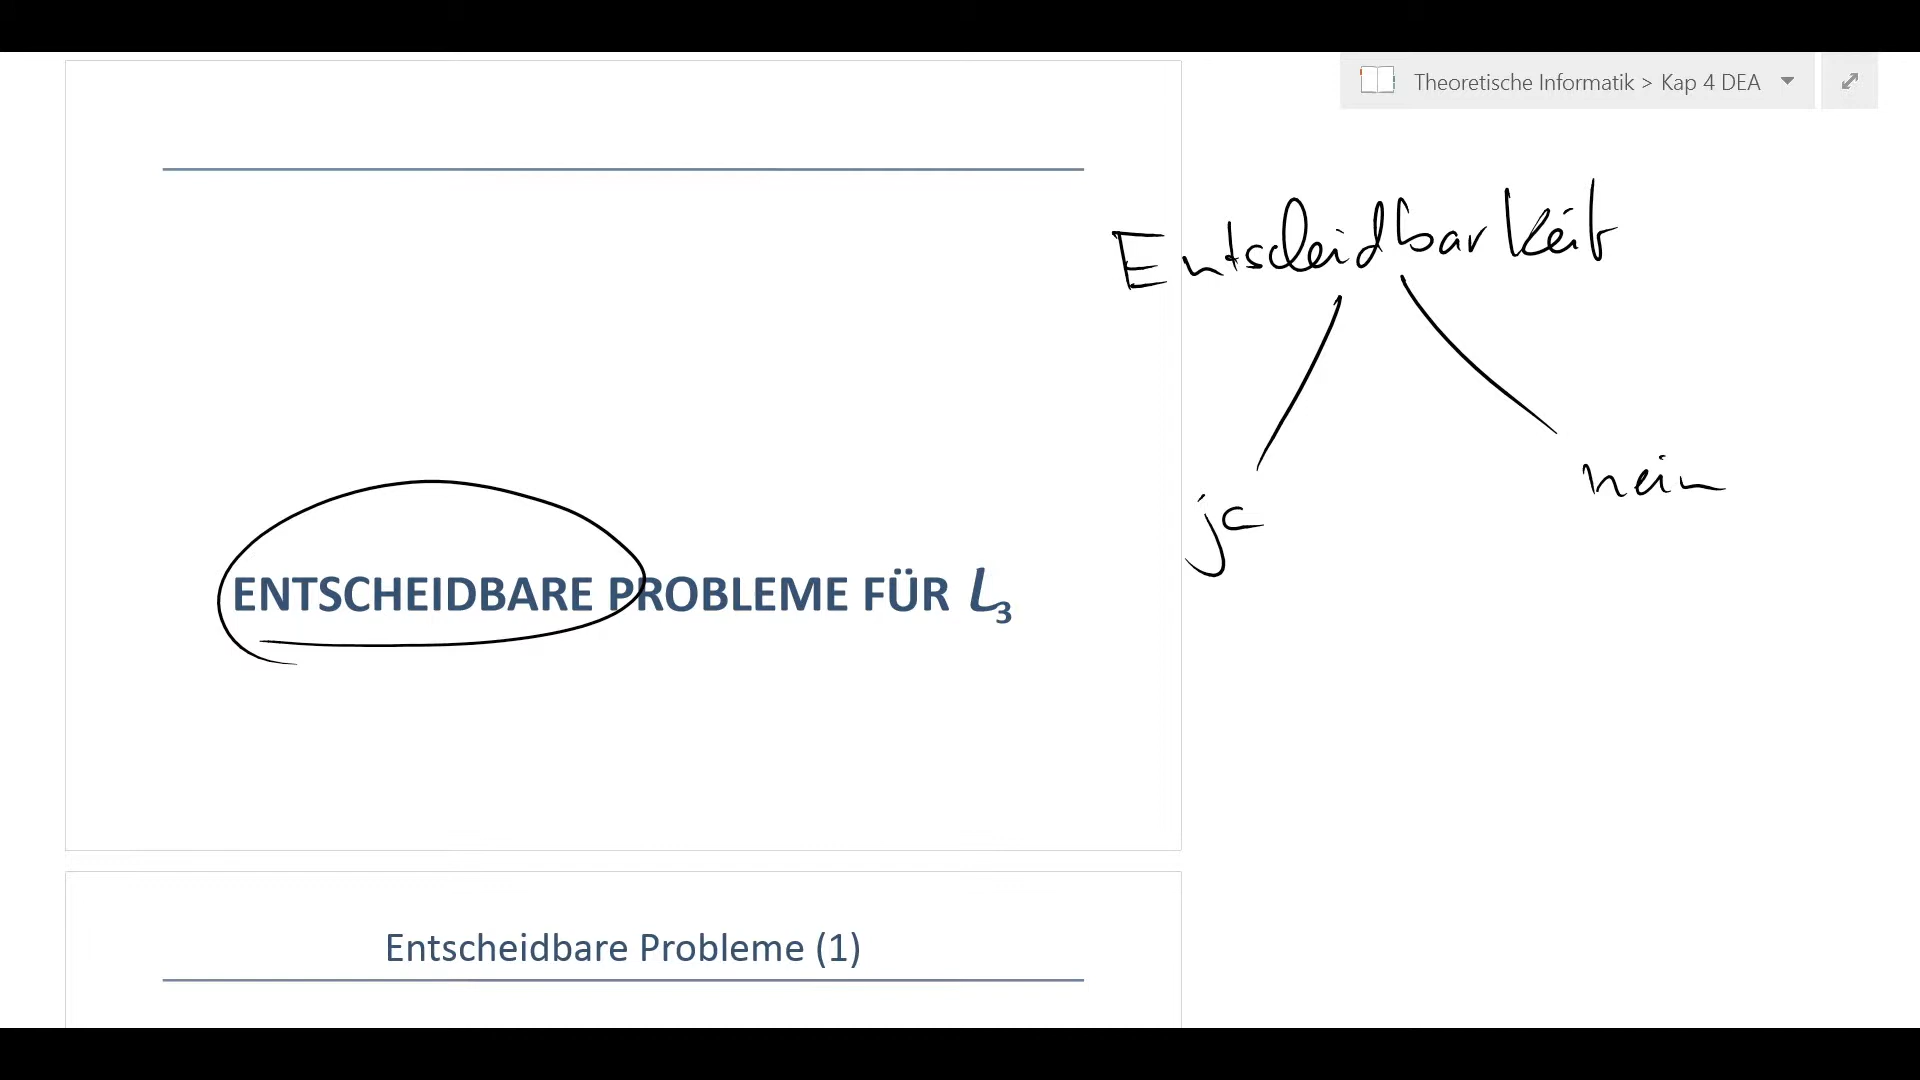 Theoretische Informatik > Kap 4 DEA
Entscheidbarkeit
ja
nein
ENTSCHEIDBARE PROBLEME FÜR L₃
Entscheidbare Probleme (1)